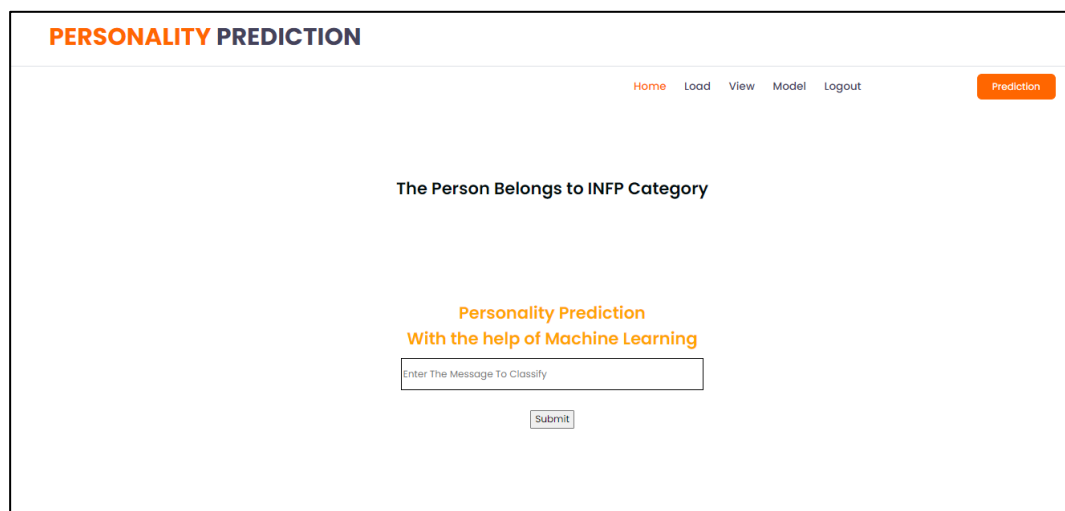 PERSONALITY PREDICTION
Home Load View Model Logout Prediction
The Person Belongs to INFP Category
Personality Prediction
With the help of Machine Learning
Enter The Message To Classify
Submit